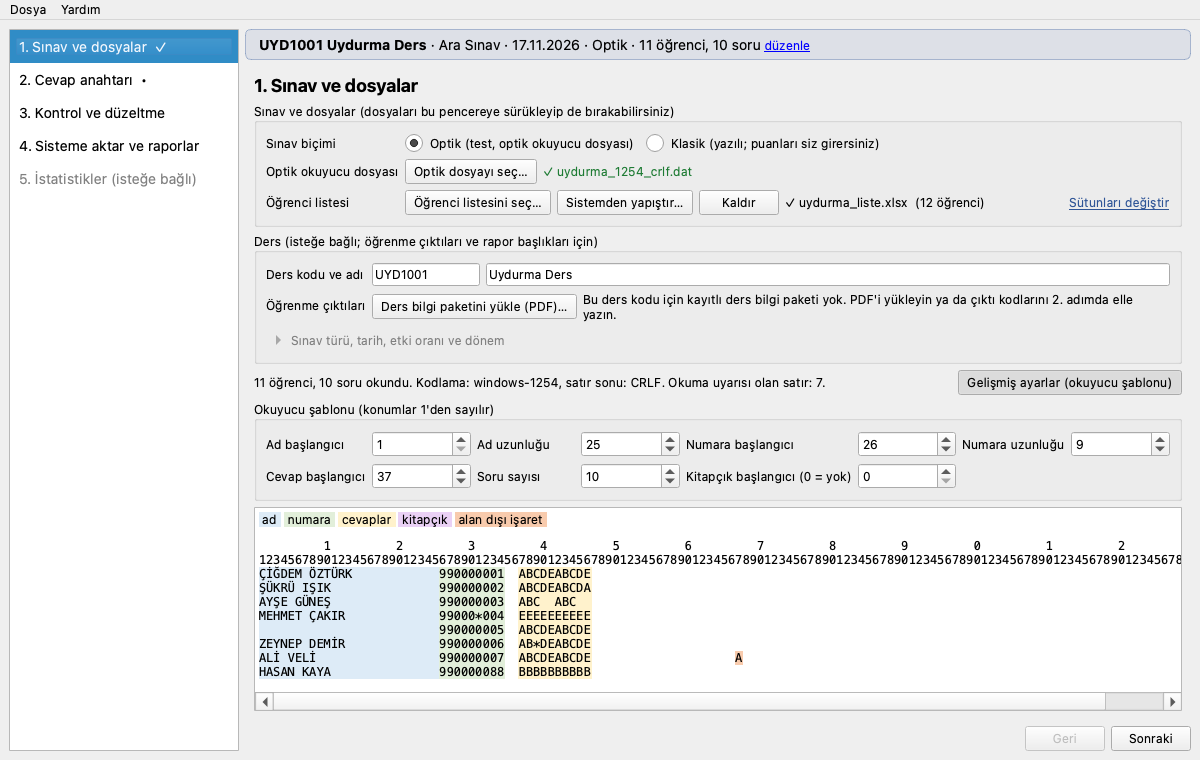 Dosya Yardım
1. Sınav ve dosyalar ✓
2. Cevap anahtarı •
3. Kontrol ve düzeltme
4. Sisteme aktar ve raporlar
5. İstatistikler (isteğe bağlı)
UYD1001 Uydurma Ders · Ara Sınav · 17.11.2026 · Optik · 11 öğrenci, 10 soru düzenle
1. Sınav ve dosyalar
Sınav ve dosyalar (dosyaları bu pencereye sürükleyip de bırakabilirsiniz)
Sınav biçimi Optik (test, optik okuyucu dosyası) Klasik (yazılı; puanları siz girersiniz)
Optik okuyucu dosyası Optik dosyayı seç... ✓ uydurma_1254_crlf.dat
Öğrenci listesi Öğrenci listesini seç... Sistemden yapıştır... Kaldır ✓ uydurma_liste.xlsx (12 öğrenci) Sütunları değiştir
Ders (isteğe bağlı; öğrenme çıktıları ve rapor başlıkları için)
Ders kodu ve adı UYD1001 Uydurma Ders
Öğrenme çıktıları Ders bilgi paketini yükle (PDF)... Bu ders kodu için kayıtlı ders bilgi paketi yok. PDF'i yükleyin ya da çıktı kodlarını 2. adımda elle
yazın.
Sınav türü, tarih, etki oranı ve dönem
11 öğrenci, 10 soru okundu. Kodlama: windows-1254, satır sonu: CRLF. Okuma uyarısı olan satır: 7. Gelişmiş ayarlar (okuyucu şablonu)
Okuyucu şablonu (konumlar 1'den sayılır)
Ad başlangıcı 1 Ad uzunluğu 25 Numara başlangıcı 26 Numara uzunluğu 9
Cevap başlangıcı 37 Soru sayısı 10 Kitapçık başlangıcı (0 = yok) 0
ad numara cevaplar kitapçık alan dışı işaret
1 2 3 4 5 6 7 8 9 0 1 2
12345678901234567890123456789012345678901234567890123456789012345678901234567890123456789012345678901234567890123456789012345678
ÇİĞDEM ÖZTÜRK 990000001 ABCDEABCDE
ŞÜKRÜ IŞIK 990000002 ABCDEABCDA
AYŞE GÜNEŞ 990000003 ABC ABC
MEHMET ÇAKIR 99000*004 EEEEEEEEEE
990000005 ABCDEABCDE
ZEYNEP DEMİR 990000006 AB*DEABCDE
ALİ VELİ 990000007 ABCDEABCDE A
HASAN KAYA 990000088 BBBBBBBBBB
Geri Sonraki